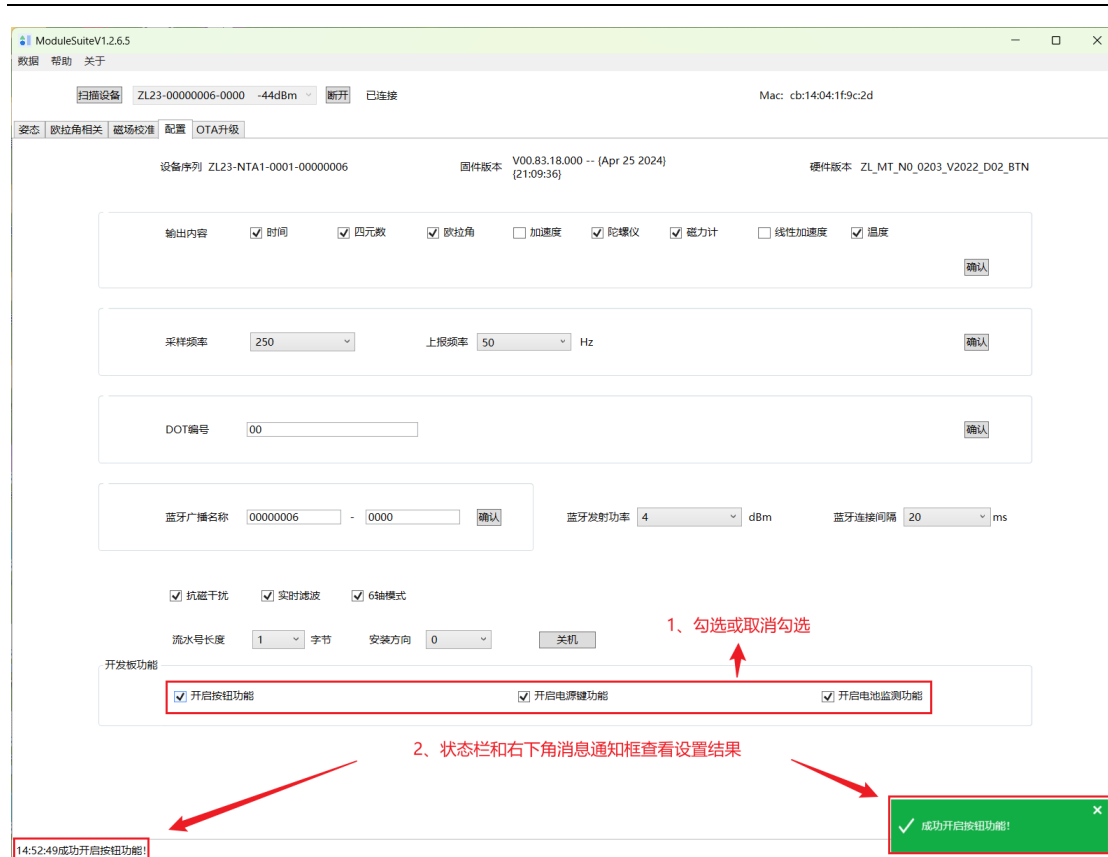 ModuleSuiteV1.2.6.5
数据 帮助 关于
扫描设备 ZL23-00000006-0000 -44dBm 断开 已连接 Mac: cb:14:04:1f:9c:2d
姿态 欧拉角相关 磁场校准 配置 OTA升级
设备序列 ZL23-NTA1-0001-00000006 固件版本 V00.83.18.000 -- {Apr 25 2024} 硬件版本 ZL_MT_N0_0203_V2022_D02_BTN
{21:09:36}
输出内容 时间 四元数 欧拉角 加速度 陀螺仪 磁力计 线性加速度 温度
确认
采样频率 250 上报频率 50 Hz 确认
DOT编号 00 确认
蓝牙广播名称 00000006 - 0000 确认 蓝牙发射功率 4 dBm 蓝牙连接间隔 20 ms
抗磁干扰 实时滤波 6轴模式
1、勾选或取消勾选
流水号长度 1 字节 安装方向 0 关机
开发板功能
开启按钮功能 开启电源键功能 开启电池监测功能
2、状态栏和右下角消息通知框查看设置结果
成功开启按钮功能!
14:52:49成功开启按钮功能!